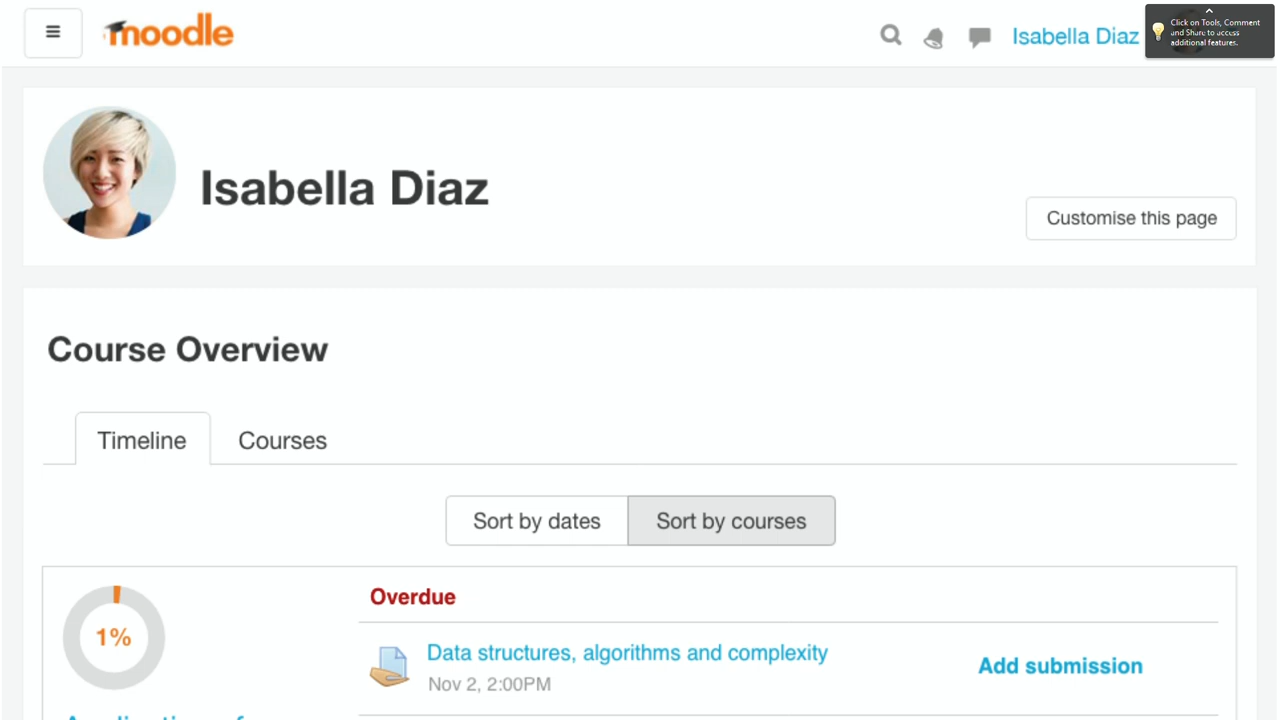 moodle
Isabella Diaz
Click on Tools, Comment
and Share to access
additional features.
Isabella Diaz
Customise this page
Course Overview
Timeline
Courses
Sort by dates
Sort by courses
1%
Overdue
Data structures, algorithms and complexity
Nov 2, 2:00PM
Add submission